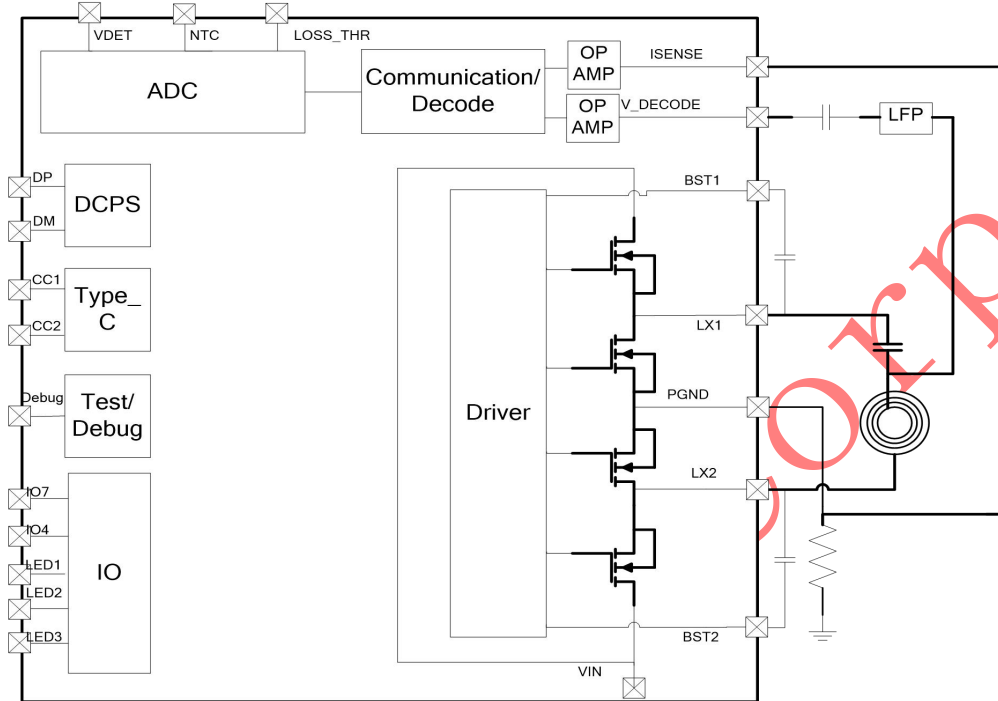 VDET
NTC
LOSS_THR
ADC
Communication/
Decode
OP
AMP
ISENSE
OP
AMP
V_DECODE
LFP
DP
DM
DCPS
CC1
CC2
Type_
C
Debug
Test/
Debug
IO7
IO4
LED1
LED2
LED3
IO
Driver
BST1
LX1
PGND
LX2
BST2
VIN
corp